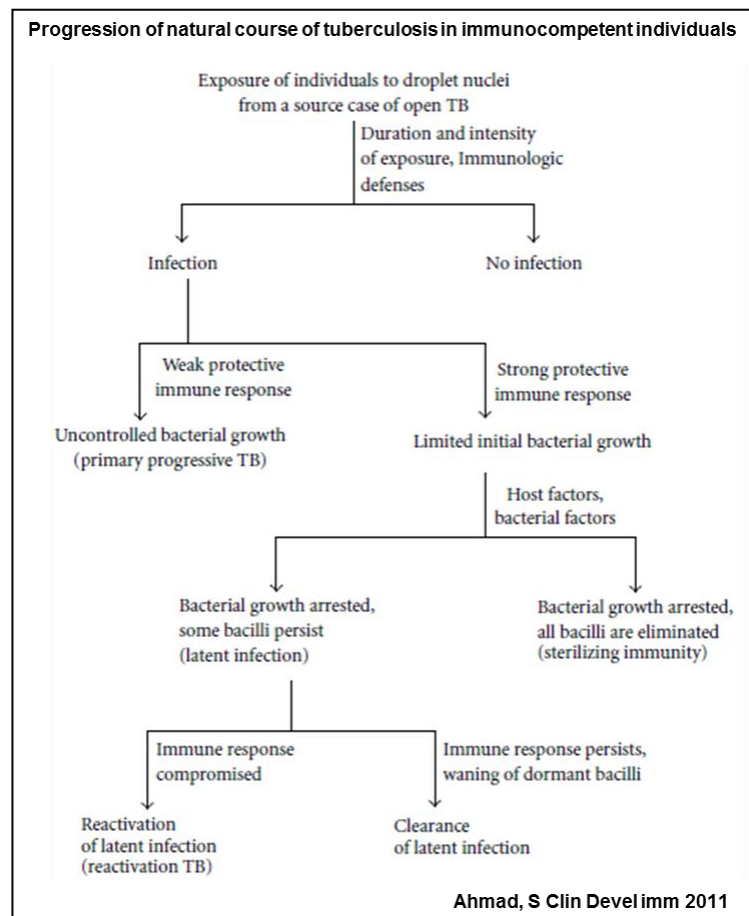 Progression of natural course of tuberculosis in immunocompetent individuals
Exposure of individuals to droplet nuclei
from a source case of open TB
Duration and intensity
of exposure, Immunologic
defenses
Infection
No infection
Weak protective
immune response
Strong protective
immune response
Uncontrolled bacterial growth
(primary progressive TB)
Limited initial bacterial growth
Host factors,
bacterial factors
Bacterial growth arrested,
some bacilli persist
(latent infection)
Bacterial growth arrested,
all bacilli are eliminated
(sterilizing immunity)
Immune response
compromised
Immune response persists,
waning of dormant bacilli
Reactivation
of latent infection
(reactivation TB)
Clearance
of latent infection
Ahmad, S Clin Devel imm 2011